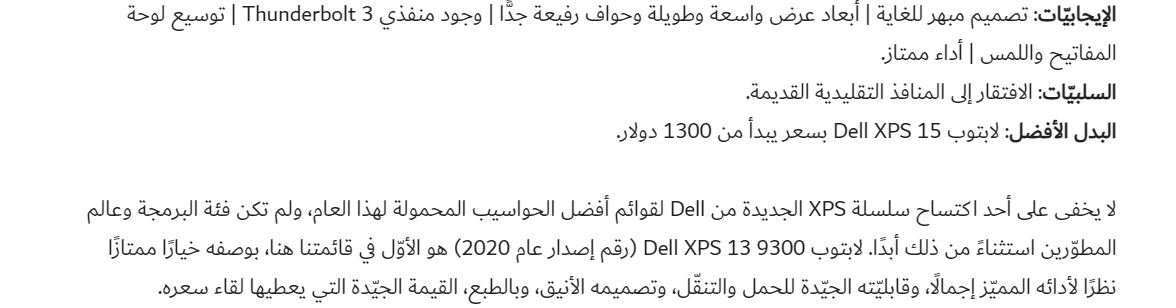 الإيجابيّات: تصميم مبهر للغاية | أبعاد عرض واسعة وطويلة وحواف رفيعة جدًّا | وجود منفذي Thunderbolt 3 | توسيع لوحة
المفاتيح واللمس | أداء ممتاز.
السلبيّات: الافتقار إلى المنافذ التقليدية القديمة.
البدل الأفضل: لابتوب Dell XPS 15 بسعر يبدأ من 1300 دولار.
لا يخفى على أحد اكتساح سلسلة XPS الجديدة من Dell لقوائم أفضل الحواسيب المحمولة لهذا العام، ولم تكن فئة البرمجة وعالم
المطوّرين استثناءً من ذلك أبدًا. لابتوب Dell XPS 13 9300 (رقم إصدار عام 2020) هو الأوّل في قائمتنا هنا، بوصفه خيارًا ممتازًا
نظرًا لأدائه المميّز إجمالًا، وقابليّته الجيّدة للحمل والتنقّل، وتصميمه الأنيق، وبالطبع، القيمة الجيّدة التي يعطيها لقاء سعره.